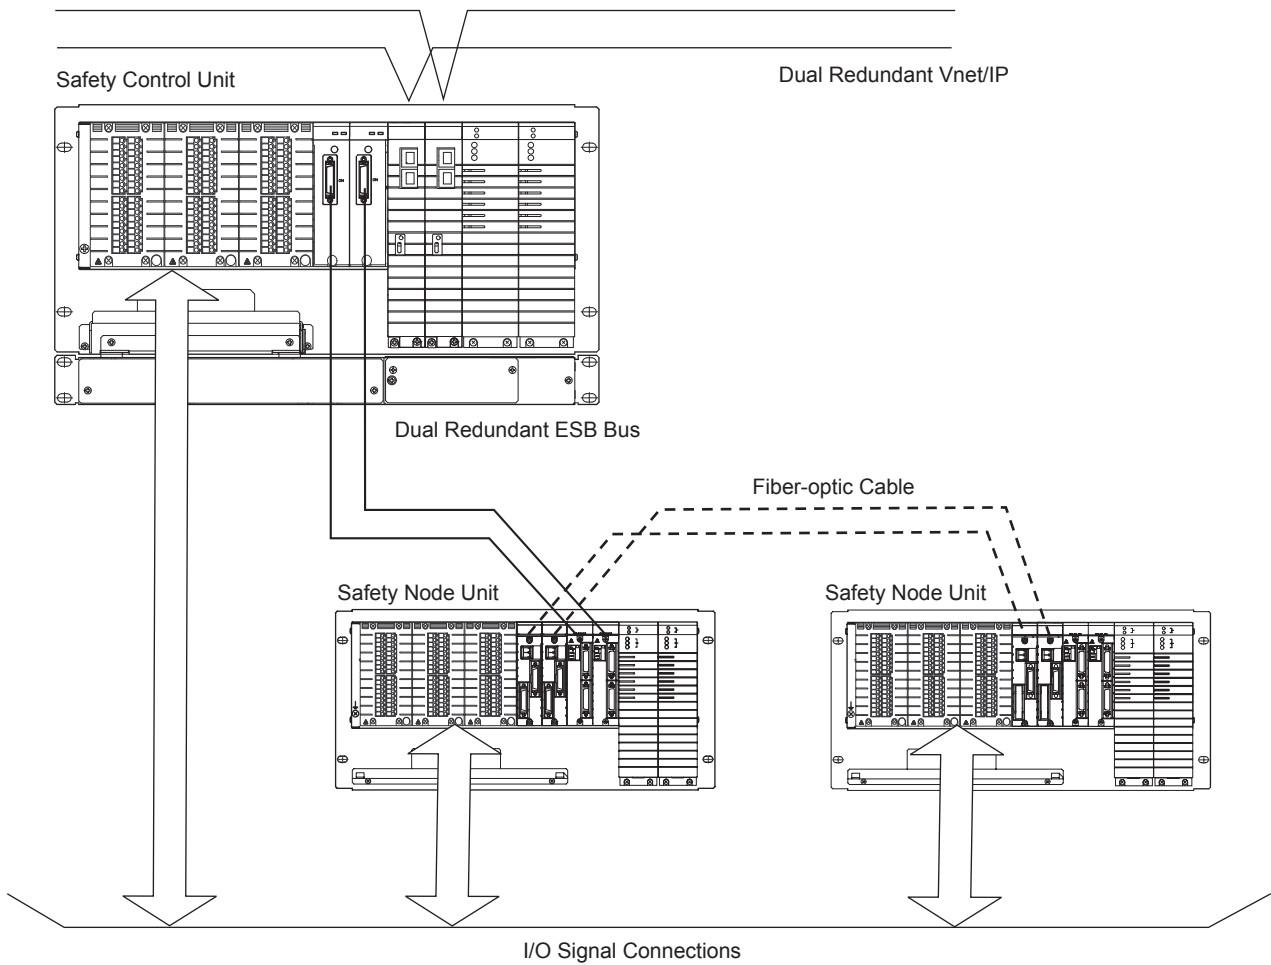 Safety Control Unit
Dual Redundant Vnet/IP
Dual Redundant ESB Bus
Fiber-optic Cable
Safety Node Unit
Safety Node Unit
I/O Signal Connections